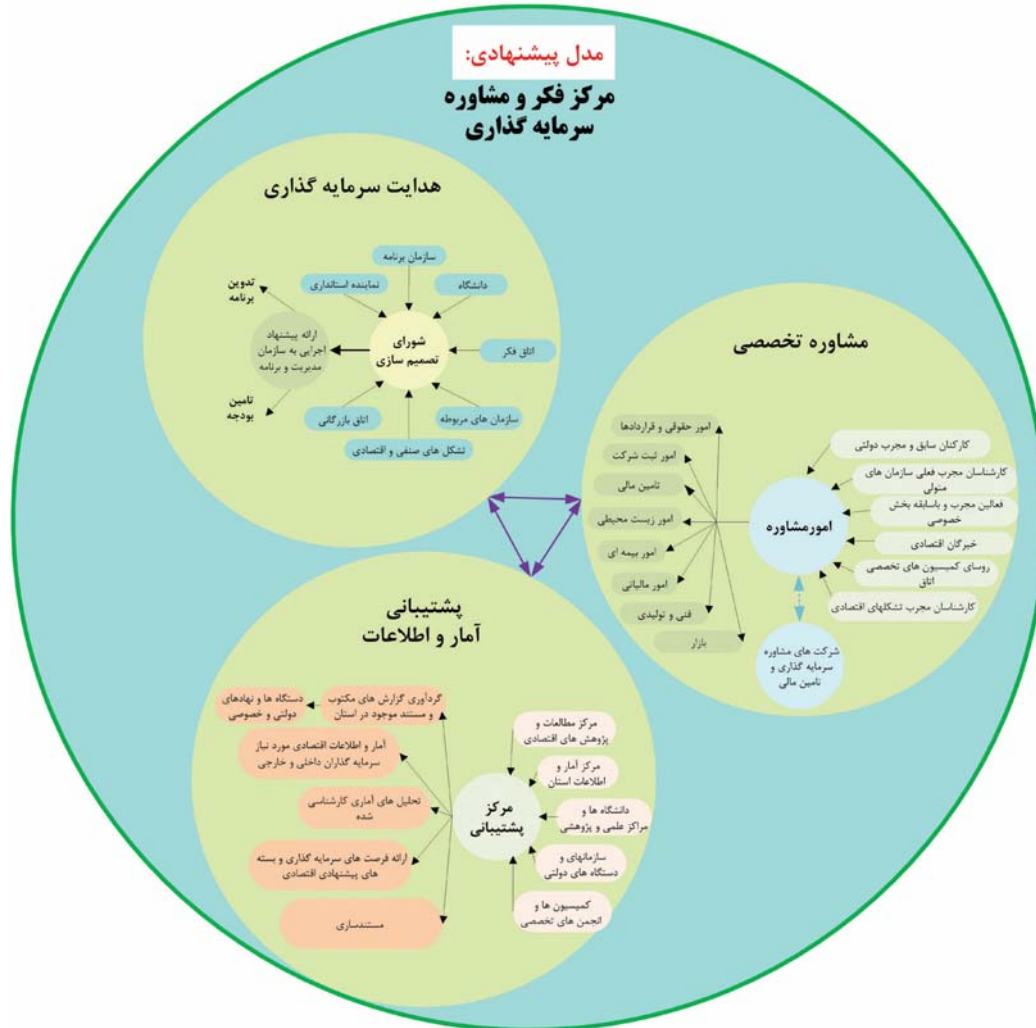 مدل پیشنهادی:
مرکز فکر و مشاوره
سرمایه گذاری
هدایت سرمایه گذاری
سازمان برنامه
نماینده استانداری
دانشگاه
تدوین
برنامه
شورای
تصمیم سازی
اتاق فکر
ارائه پیشنهاد
اجرایی به سازمان
مدیریت و برنامه
تامین
بودجه
سازمان های مربوطه
اتاق بازرگانی
تشکل های صنفی و اقتصادی
مشاوره تخصصی
کارکنان سابق و مجرب دولتی
کارشناسان مجرب فعلی سازمان های
متولی
فعالین مجرب و باسابقه بخش
خصوصی
خبرگان اقتصادی
روسای کمیسیون های تخصصی
اتاق
کارشناسان مجرب تشکلهای اقتصادی
امورمشاوره
امور حقوقی و قراردادها
امور ثبت شرکت
تامین مالی
امور زیست محیطی
امور بیمه ای
امور مالیاتی
فنی و تولیدی
بازار
شرکت های مشاوره
سرمایه گذاری و
تامین مالی
پشتیبانی
آمار و اطلاعات
مرکز مطالعات و
پژوهش های اقتصادی
مرکز آمار و
اطلاعات استان
دانشگاه ها و
مراکز علمی و پژوهشی
سازمانهای و
دستگاه های دولتی
کمیسیون ها و
انجمن های تخصصی
مرکز
پشتیبانی
گردآوری گزارش های مکتوب
و مستند موجود در استان
دستگاه ها و نهادهای
دولتی و خصوصی
آمار و اطلاعات اقتصادی مورد نیاز
سرمایه گذاران داخلی و خارجی
تحلیل های آماری کارشناسی
شده
ارائه فرصت های سرمایه گذاری و بسته
های پیشنهادی اقتصادی
مستندسازی